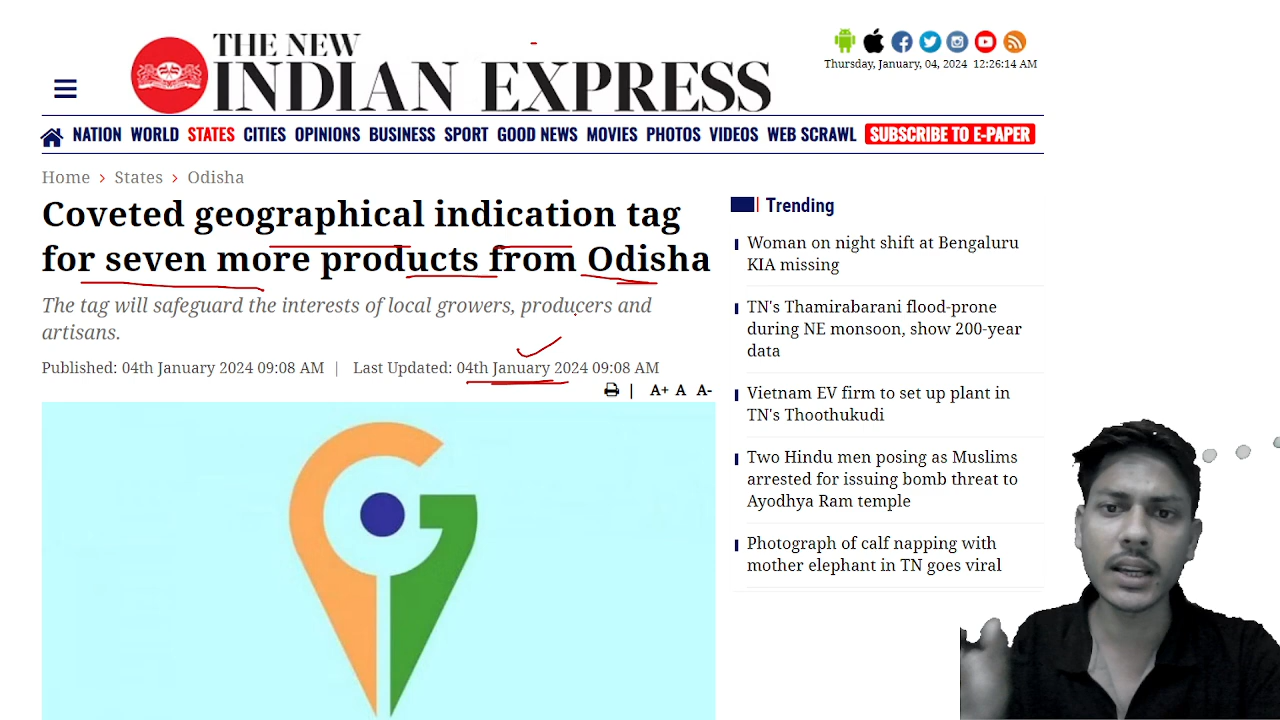 THE NEW
INDIAN EXPRESS
Thursday, January, 04, 2024 12:26:14 AM
NATION WORLD STATES CITIES OPINIONS BUSINESS SPORT GOOD NEWS MOVIES PHOTOS VIDEOS WEB SCRAWL SUBSCRIBE TO E-PAPER
Home > States > Odisha
Coveted geographical indication tag
for seven more products from Odisha
The tag will safeguard the interests of local growers, producers and
artisans.
Published: 04th January 2024 09:08 AM | Last Updated: 04th January 2024 09:08 AM
| A+ A A-
Trending
Woman on night shift at Bengaluru
KIA missing
TN's Thamirabarani flood-prone
during NE monsoon, show 200-year
data
Vietnam EV firm to set up plant in
TN's Thoothukudi
Two Hindu men posing as Muslims
arrested for issuing bomb threat to
Ayodhya Ram temple
Photograph of calf napping with
mother elephant in TN goes viral